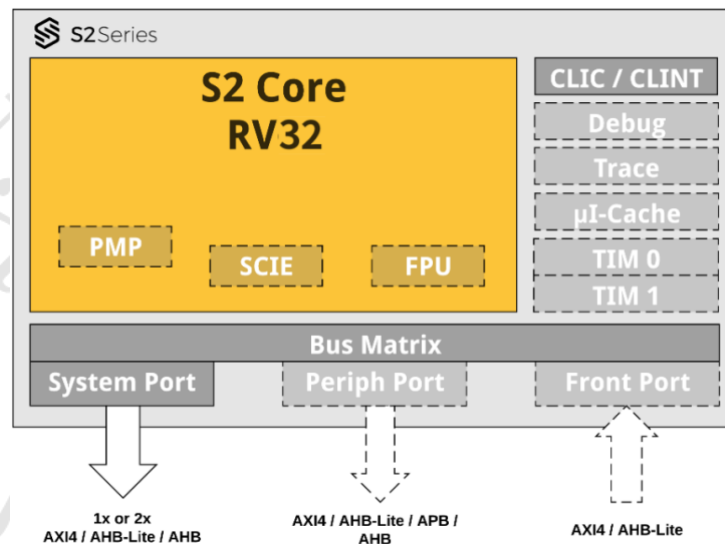 S2Series
S2 Core
RV32
PMP
SCIE
FPU
CLIC / CLINT
Debug
Trace
µI-Cache
TIM 0
TIM 1
Bus Matrix
System Port
Periph Port
Front Port
1x or 2x
AXI4 / AHB-Lite / AHB
AXI4 / AHB-Lite / APB /
AHB
AXI4 / AHB-Lite